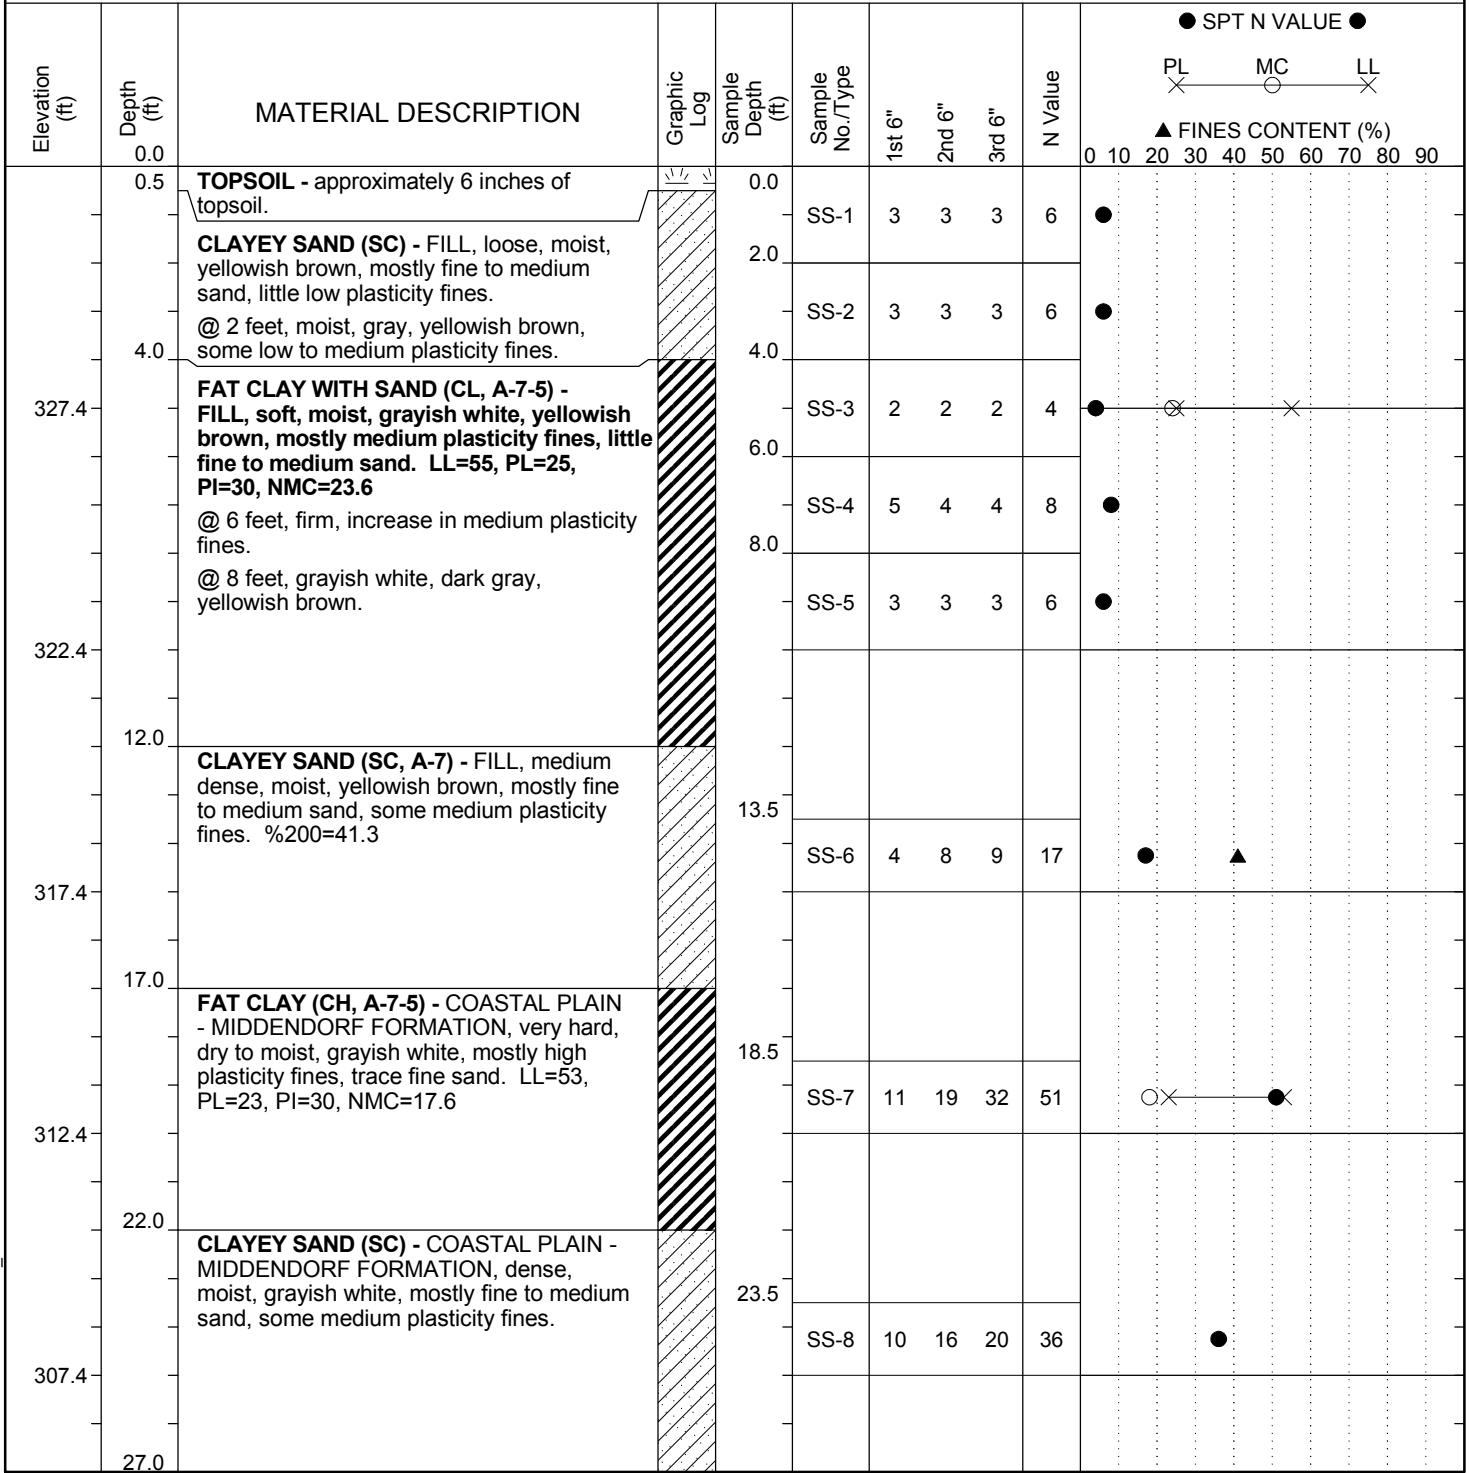 ● SPT N VALUE ●
PL MC LL
▲ FINES CONTENT (%)
0 10 20 30 40 50 60 70 80 90
Elevation (ft)
Depth (ft)
0.0
MATERIAL DESCRIPTION
Graphic Log
Sample Depth (ft)
Sample No./Type
1st 6"
2nd 6"
3rd 6"
N Value
0.5
TOPSOIL - approximately 6 inches of
topsoil.
0.0
SS-1 3 3 3 6
CLAYEY SAND (SC) - FILL, loose, moist,
yellowish brown, mostly fine to medium
sand, little low plasticity fines.
2.0
@ 2 feet, moist, gray, yellowish brown,
some low to medium plasticity fines.
SS-2 3 3 3 6
4.0
4.0
FAT CLAY WITH SAND (CL, A-7-5) -
FILL, soft, moist, grayish white, yellowish
brown, mostly medium plasticity fines, little
fine to medium sand. LL=55, PL=25,
PI=30, NMC=23.6
327.4
SS-3 2 2 2 4
6.0
@ 6 feet, firm, increase in medium plasticity
fines.
SS-4 5 4 4 8
8.0
@ 8 feet, grayish white, dark gray,
yellowish brown.
SS-5 3 3 3 6
322.4
12.0
CLAYEY SAND (SC, A-7) - FILL, medium
dense, moist, yellowish brown, mostly fine
to medium sand, some medium plasticity
fines. %200=41.3
13.5
SS-6 4 8 9 17
317.4
17.0
FAT CLAY (CH, A-7-5) - COASTAL PLAIN
- MIDDENDORF FORMATION, very hard,
dry to moist, grayish white, mostly high
plasticity fines, trace fine sand. LL=53,
PL=23, PI=30, NMC=17.6
18.5
SS-7 11 19 32 51
312.4
22.0
CLAYEY SAND (SC) - COASTAL PLAIN -
MIDDENDORF FORMATION, dense,
moist, grayish white, mostly fine to medium
sand, some medium plasticity fines.
23.5
SS-8 10 16 20 36
307.4
27.0